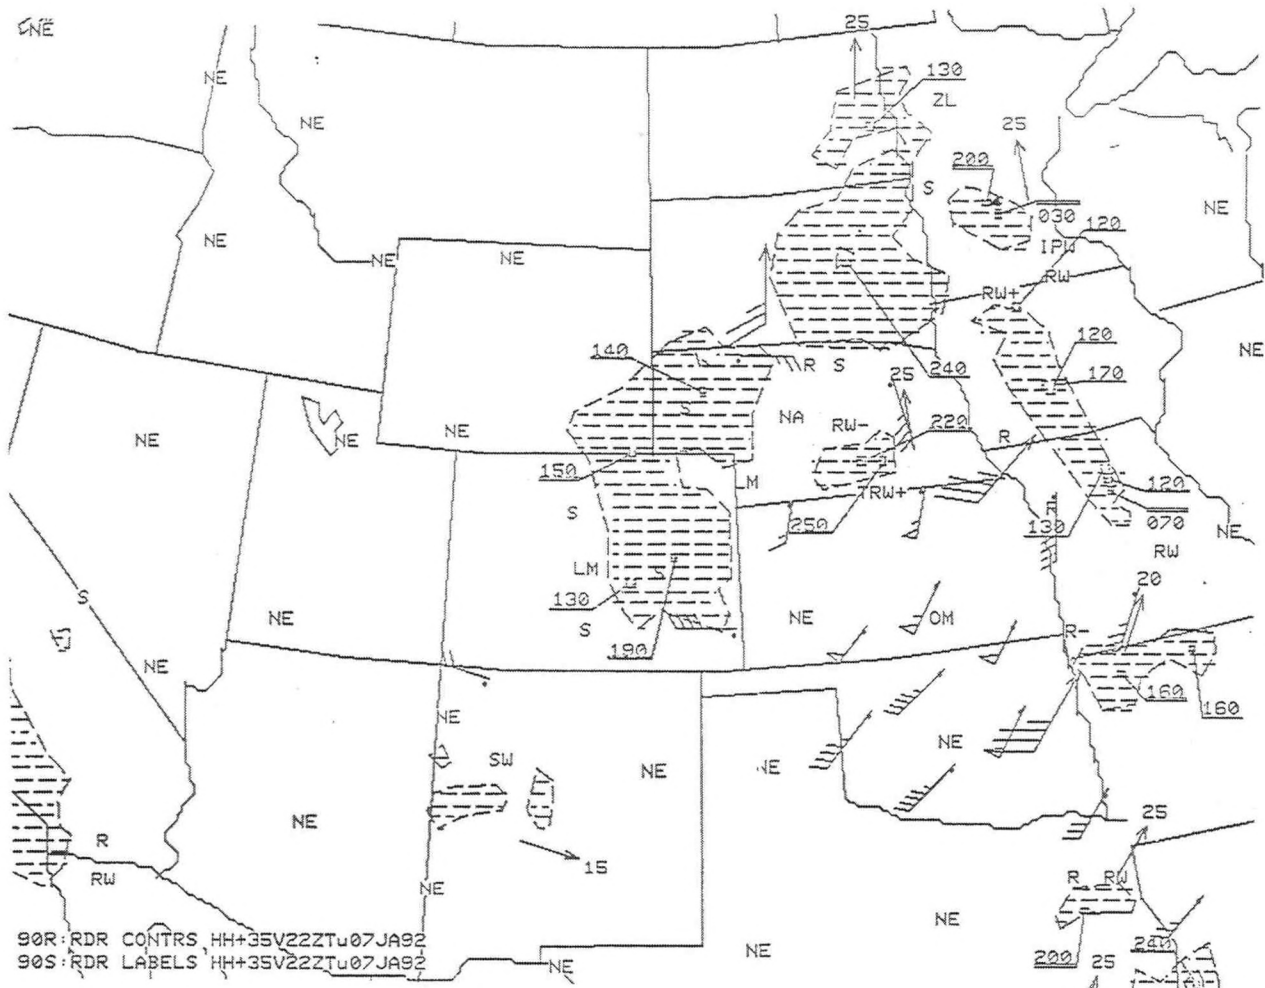 NE
25
NE
130
ZL
NE
25
200
S
NE
030
120
NE
IPW
NE
NE
RW
RW+
NE
140
R
S
120
240
170
25
S
NA
RW-
220
R
NE
NE
NE
150
LM
120
TRW+
S
250
130
070
NE
RW
LM
S
130
20
S
NE
S
NE
OM
R-
190
NE
160
160
NE
SW
NE
NE
NE
NE
25
R
15
RW
R RW
NE
NE
90R:RDR CONTRS HH+35V22ZTu07JA92
240
NE
90S:RDR LABELS HH+35V22ZTu07JA92
NE
200
25